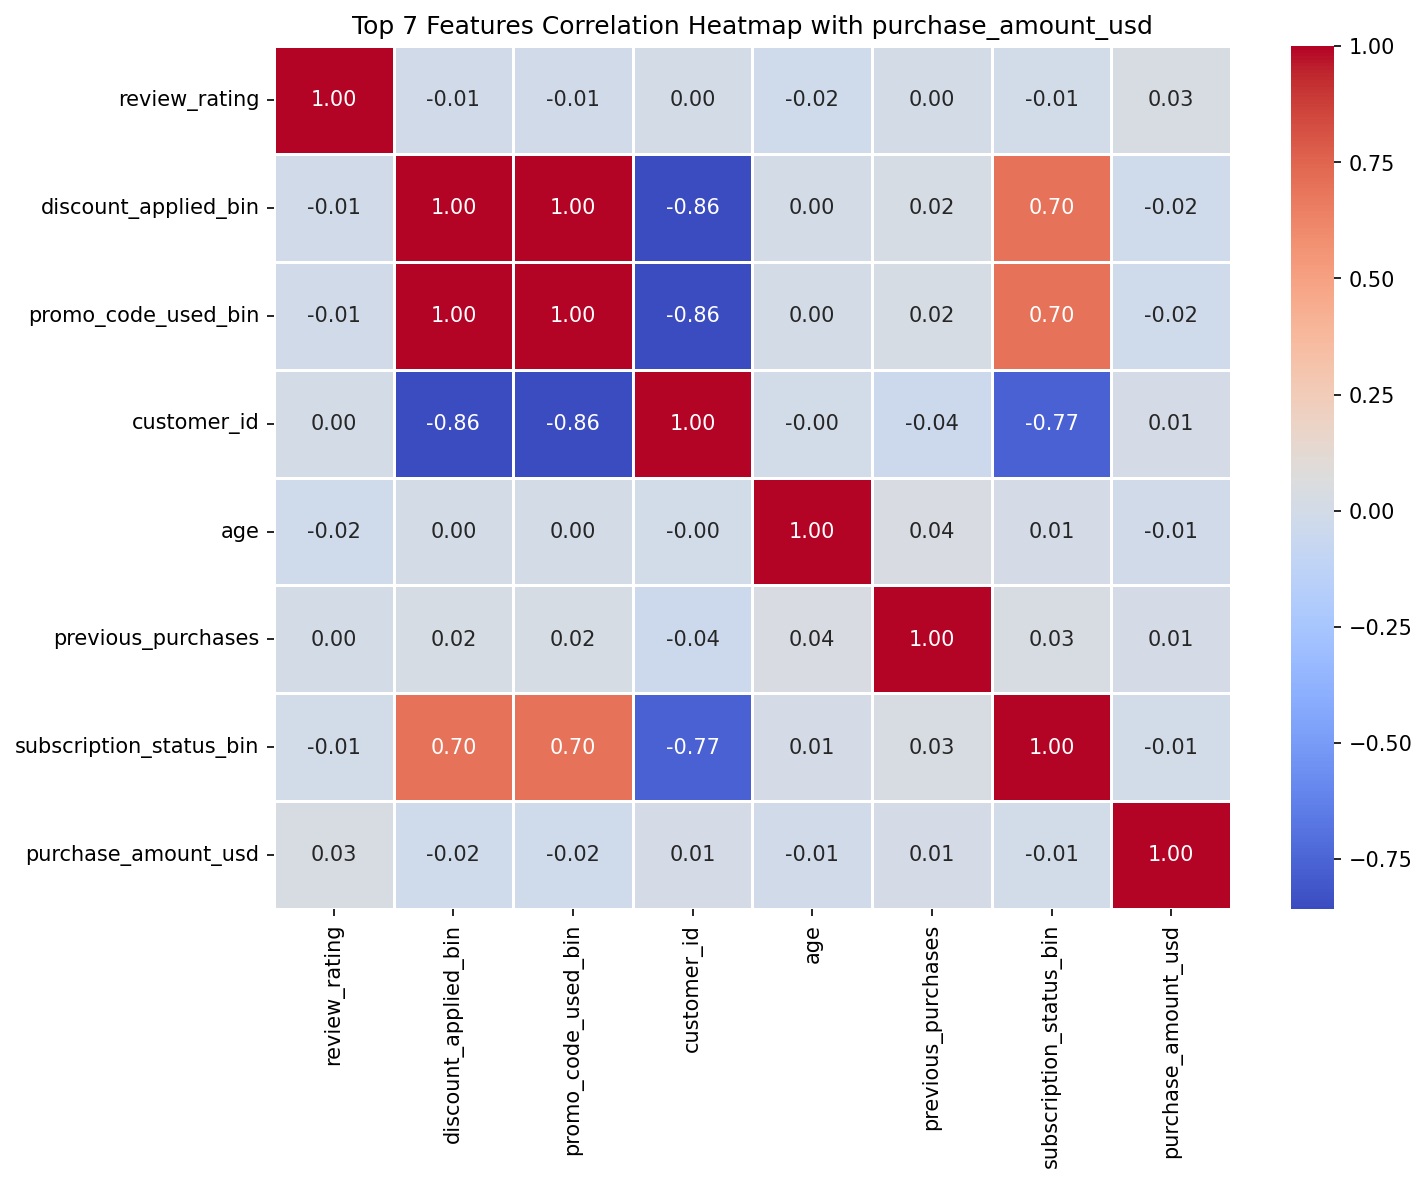 Top 7 Features Correlation Heatmap with purchase_amount_usd
review_rating 1.00 -0.01 -0.01 0.00 -0.02 0.00 -0.01 0.03
discount_applied_bin -0.01 1.00 1.00 -0.86 0.00 0.02 0.70 -0.02
promo_code_used_bin -0.01 1.00 1.00 -0.86 0.00 0.02 0.70 -0.02
customer_id 0.00 -0.86 -0.86 1.00 -0.00 -0.04 -0.77 0.01
age -0.02 0.00 0.00 -0.00 1.00 0.04 0.01 -0.01
previous_purchases 0.00 0.02 0.02 -0.04 0.04 1.00 0.03 0.01
subscription_status_bin -0.01 0.70 0.70 -0.77 0.01 0.03 1.00 -0.01
purchase_amount_usd 0.03 -0.02 -0.02 0.01 -0.01 0.01 -0.01 1.00
review_rating
discount_applied_bin
promo_code_used_bin
customer_id
age
previous_purchases
subscription_status_bin
purchase_amount_usd
1.00
0.75
0.50
0.25
0.00
−0.25
−0.50
−0.75